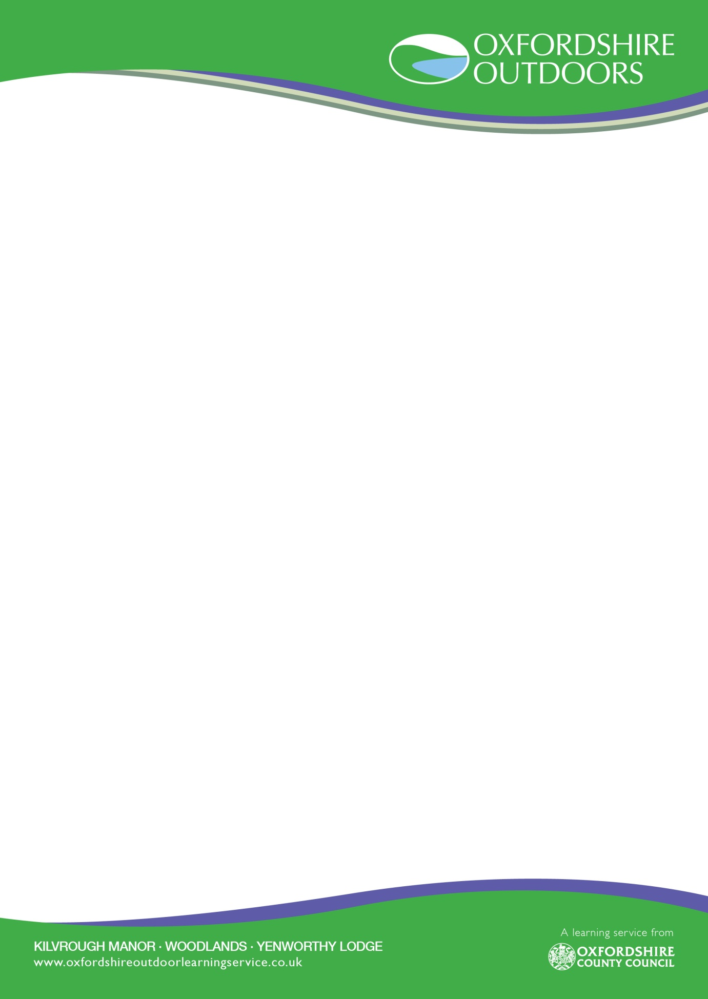 OXFORDSHIRE
OUTDOORS
KILVROUGH MANOR · WOODLANDS · YENWORTHY LODGE
www.oxfordshireoutdoorlearningservice.co.uk
A learning service from
OXFORDSHIRE
COUNTY COUNCIL